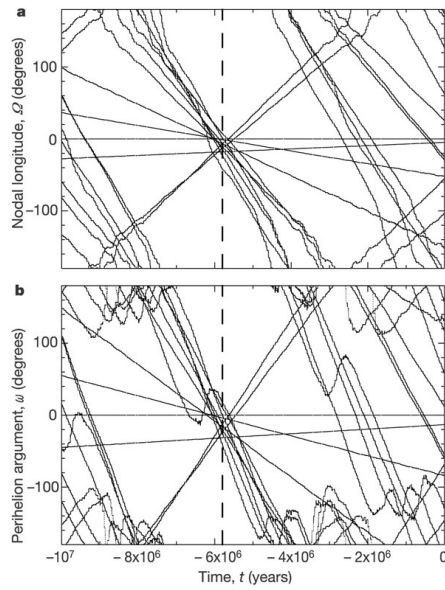 a
100
0
−100
Nodal longitude, Ω (degrees)
b
100
0
−100
Perihelion argument, ω (degrees)
−10⁷ −8x10⁶ −6x10⁶ −4x10⁶ −2x10⁶ 0
Time, t (years)